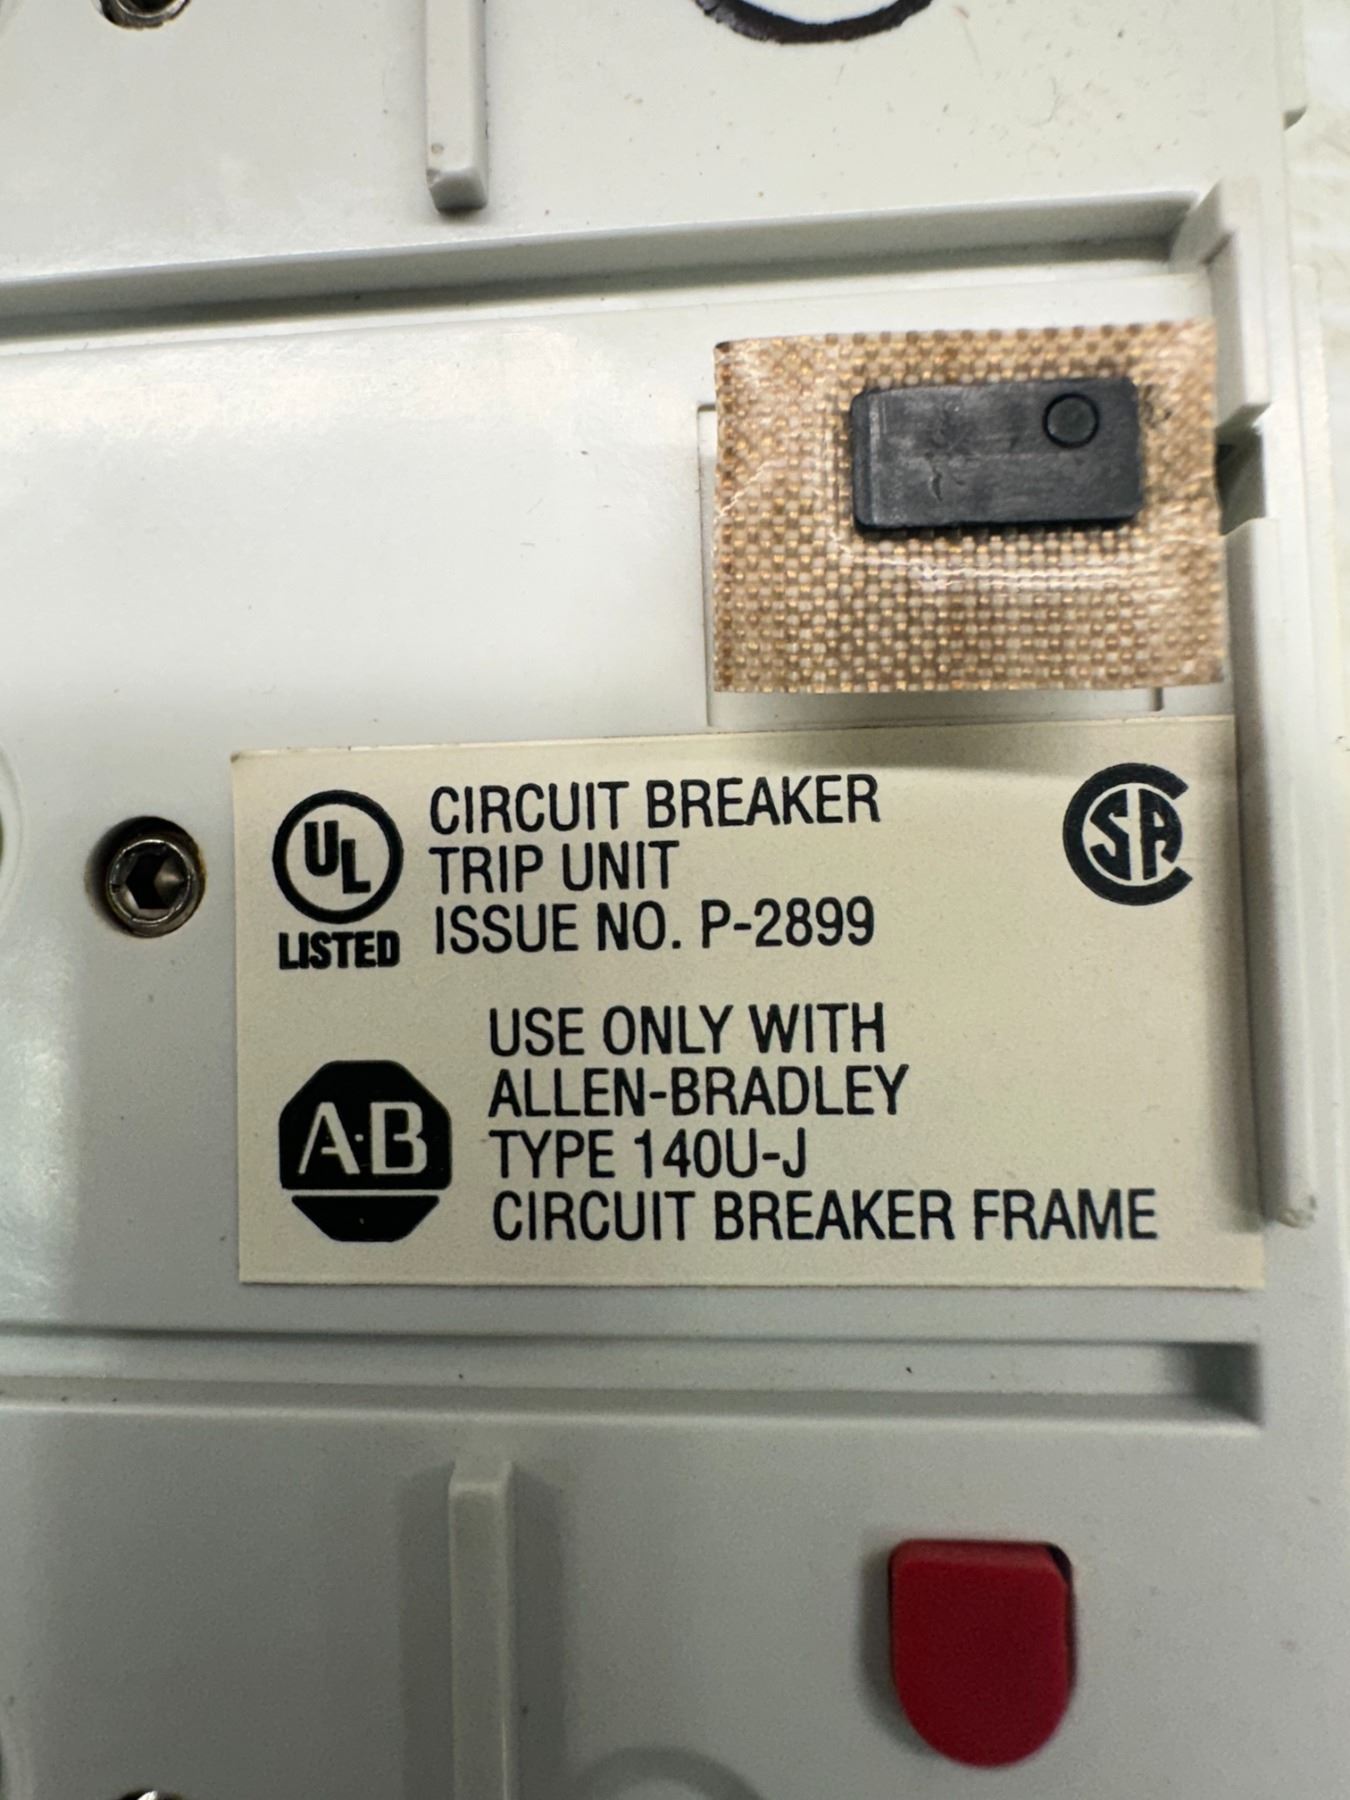 UL
LISTED
CIRCUIT BREAKER
TRIP UNIT
ISSUE NO. P-2899
SA
A·B
USE ONLY WITH
ALLEN-BRADLEY
TYPE 140U-J
CIRCUIT BREAKER FRAME